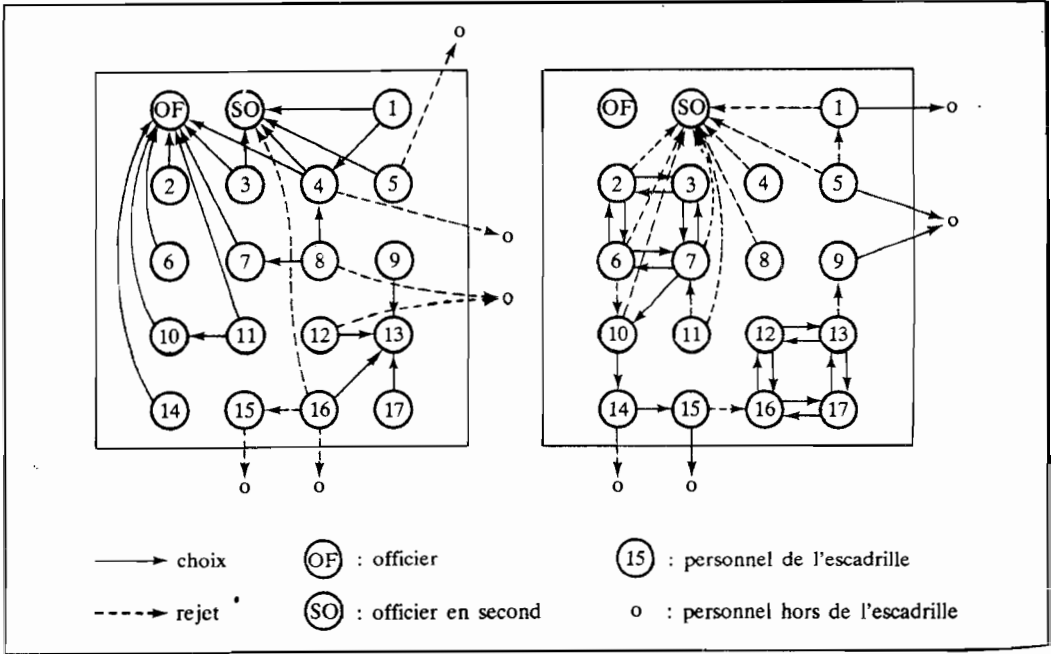 o
OF SO 1
2 3 4 5
o
6 7 8 9
o
10 11 12 13
14 15 16 17
o o
OF SO 1 o
2 3 4 5
o
6 7 8 9
10 11 12 13
14 15 16 17
o o
choix OF : officier 15 : personnel de l'escadrille
rejet SO : officier en second o : personnel hors de l'escadrille